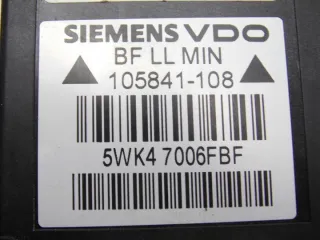 SIEMENS VDO
BF LL MIN
105841-108
5WK4 7006FBF